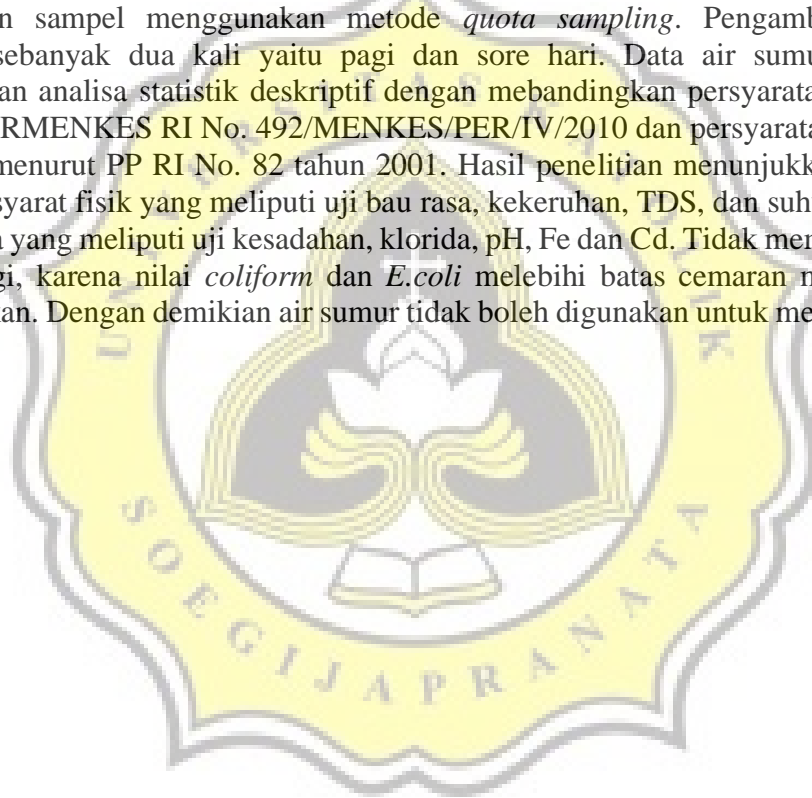 n sampel menggunakan metode quota sampling. Pengamb
sebanyak dua kali yaitu pagi dan sore hari. Data air sumu
an analisa statistik deskriptif dengan mebandingkan persyarata
RMENKES RI No. 492/MENKES/PER/IV/2010 dan persyarata
menurut PP RI No. 82 tahun 2001. Hasil penelitian menunjukk
syarat fisik yang meliputi uji bau rasa, kekeruhan, TDS, dan suh
a yang meliputi uji kesadahan, klorida, pH, Fe dan Cd. Tidak men
gi, karena nilai coliform dan E.coli melebihi batas cemaran m
kan. Dengan demikian air sumur tidak boleh digunakan untuk me
UNIVERSITAS KATOLIK
SOEGIJAPRANATA